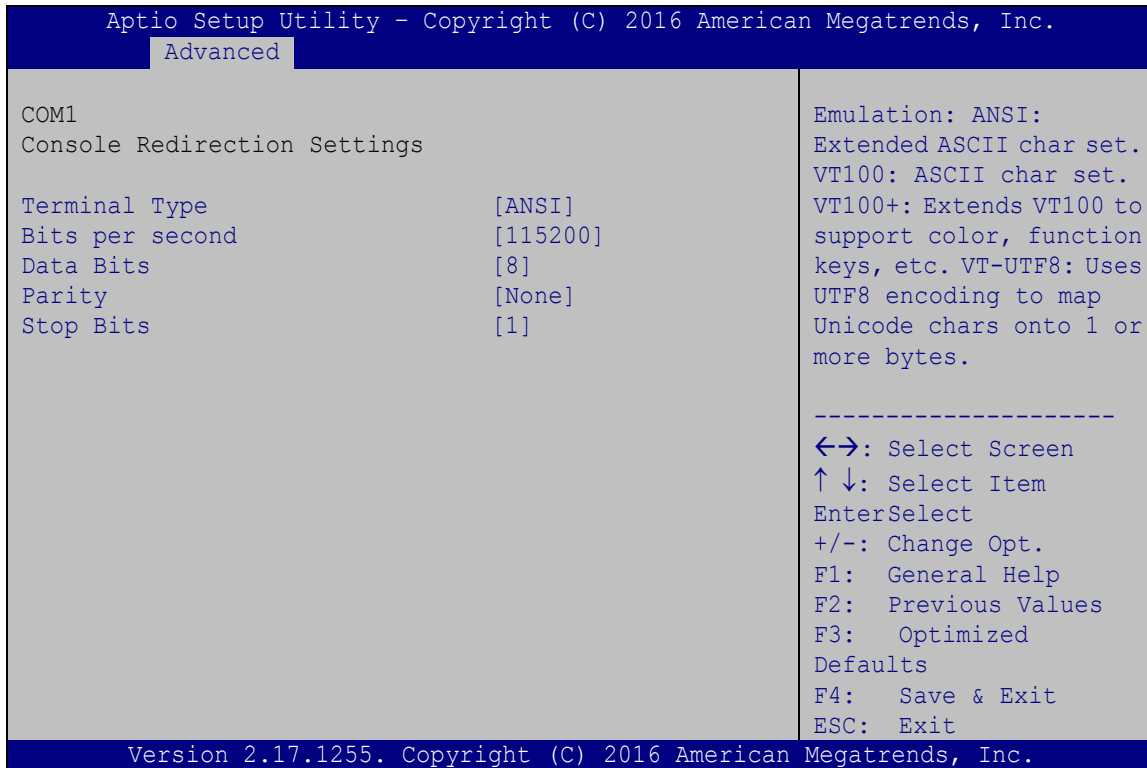 Aptio Setup Utility – Copyright (C) 2016 American Megatrends, Inc.
Advanced
COM1
Console Redirection Settings
Terminal Type [ANSI]
Bits per second [115200]
Data Bits [8]
Parity [None]
Stop Bits [1]
Emulation: ANSI:
Extended ASCII char set.
VT100: ASCII char set.
VT100+: Extends VT100 to
support color, function
keys, etc. VT-UTF8: Uses
UTF8 encoding to map
Unicode chars onto 1 or
more bytes.
---------------------
←→: Select Screen
↑ ↓: Select Item
EnterSelect
+/-: Change Opt.
F1: General Help
F2: Previous Values
F3: Optimized
Defaults
F4: Save & Exit
ESC: Exit
Version 2.17.1255. Copyright (C) 2016 American Megatrends, Inc.